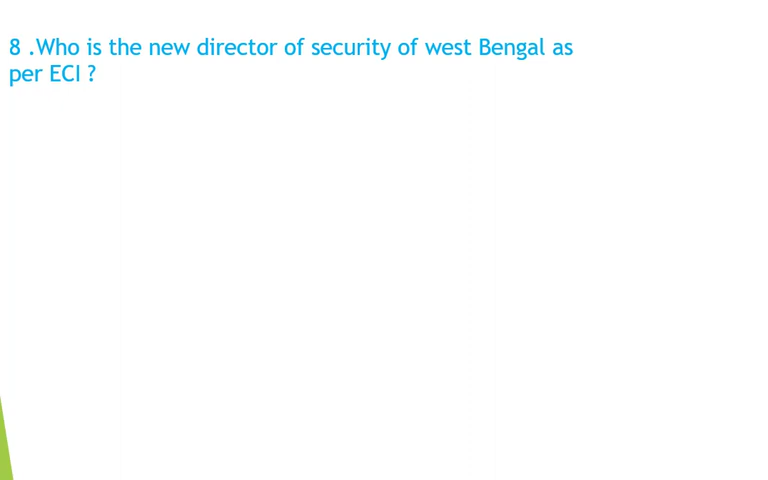 8 .Who is the new director of security of west Bengal as
per ECI ?